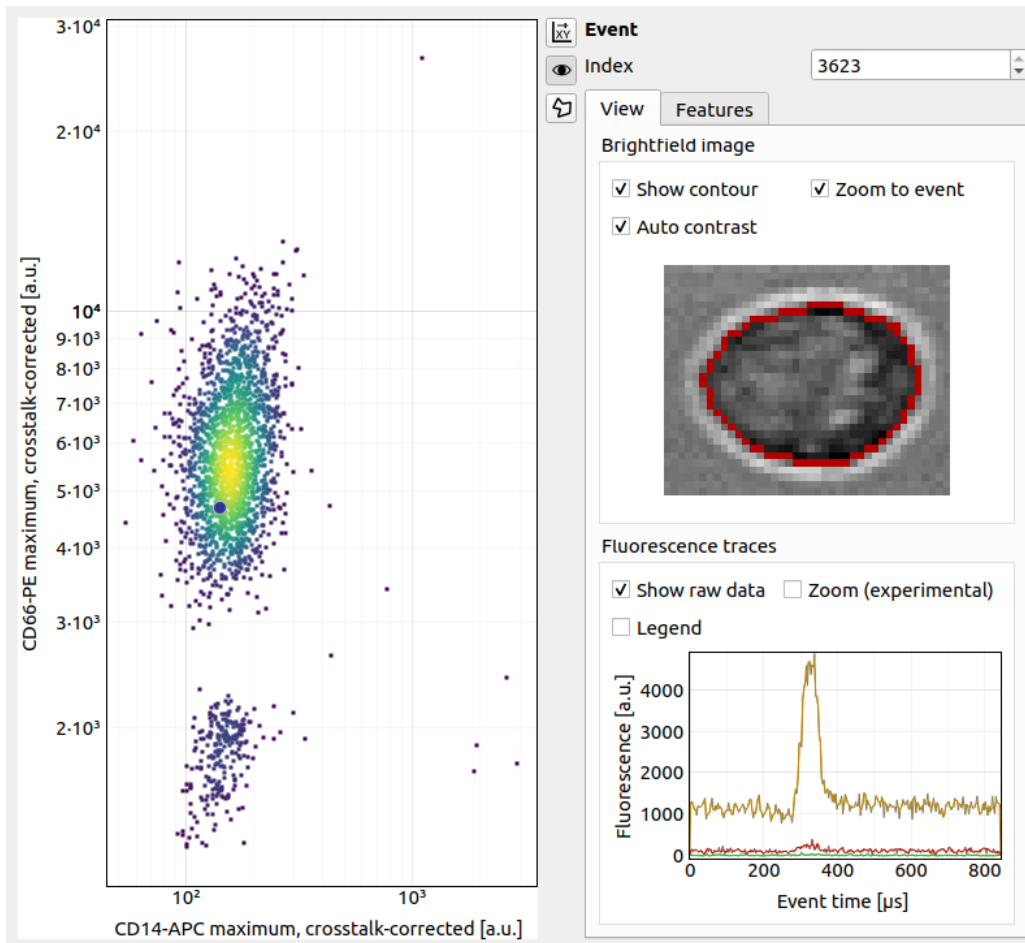 3·10⁴
2·10⁴
10⁴
9·10³
8·10³
7·10³
6·10³
5·10³
4·10³
3·10³
2·10³
CD66-PE maximum, crosstalk-corrected [a.u.]
10² 10³
CD14-APC maximum, crosstalk-corrected [a.u.]
XY
Event
Index 3623
View Features
Brightfield image
Show contour Zoom to event
Auto contrast
Fluorescence traces
Show raw data Zoom (experimental)
Legend
Fluorescence [a.u.]
4000
3000
2000
1000
0
0 200 400 600 800
Event time [µs]